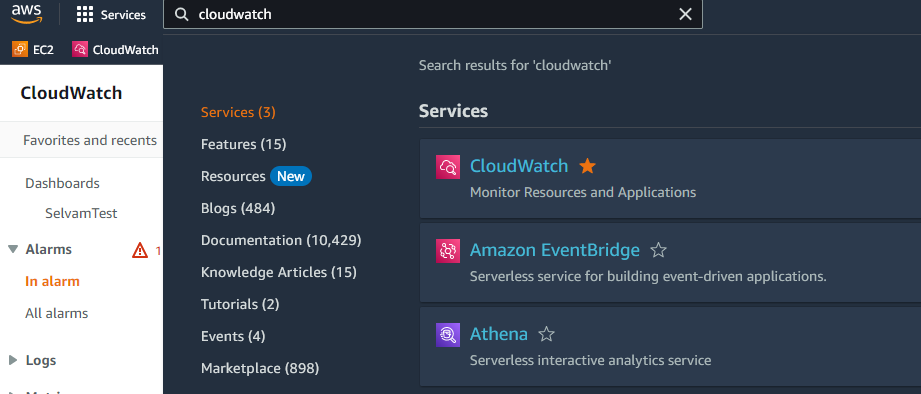 aws
Services
cloudwatch
EC2
CloudWatch
CloudWatch
Favorites and recents
Dashboards
SelvamTest
Alarms
1
In alarm
All alarms
Logs
Search results for 'cloudwatch'
Services (3)
Features (15)
Resources New
Blogs (484)
Documentation (10,429)
Knowledge Articles (15)
Tutorials (2)
Events (4)
Marketplace (898)
Services
CloudWatch
Monitor Resources and Applications
Amazon EventBridge
Serverless service for building event-driven applications.
Athena
Serverless interactive analytics service